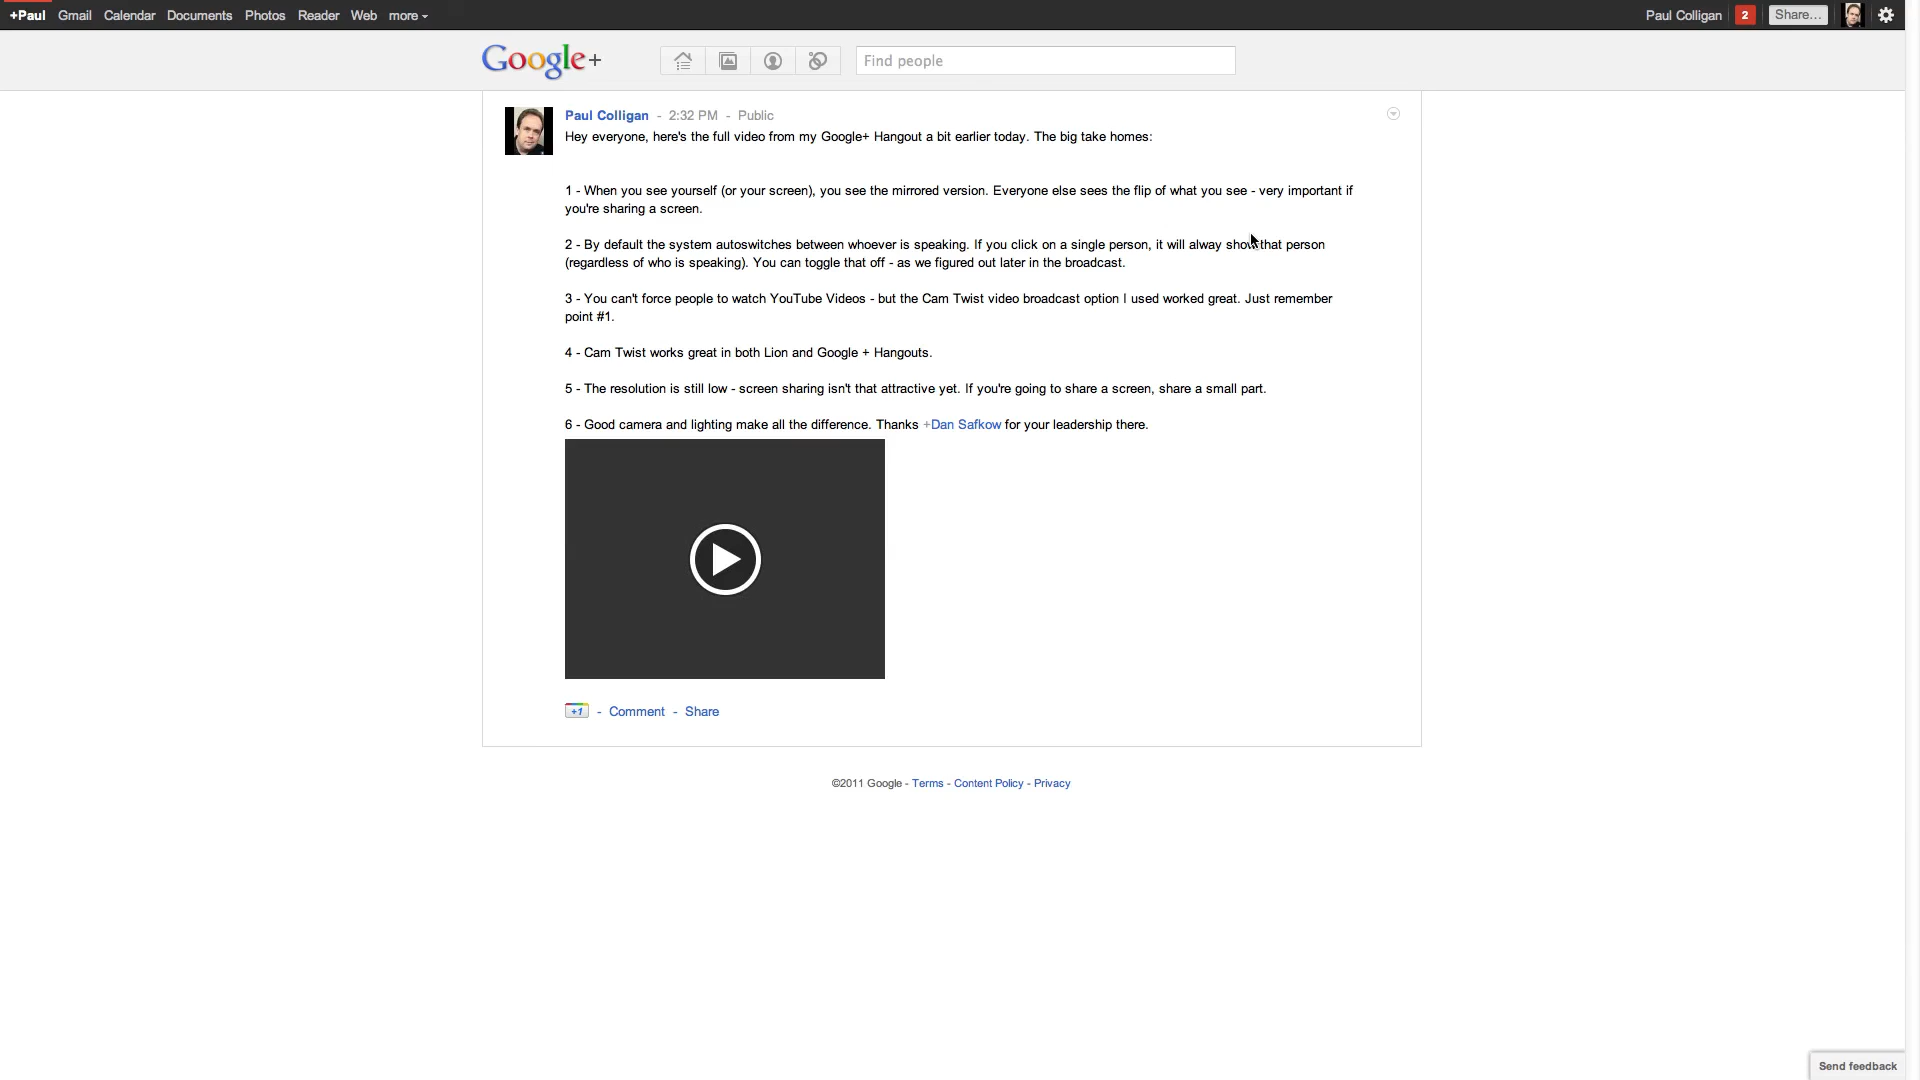 +Paul Gmail Calendar Documents Photos Reader Web more Paul Colligan 2 Share...
Google+ Find people
Paul Colligan - 2:32 PM - Public
Hey everyone, here's the full video from my Google+ Hangout a bit earlier today. The big take homes:
1 - When you see yourself (or your screen), you see the mirrored version. Everyone else sees the flip of what you see - very important if
you're sharing a screen.
2 - By default the system autoswitches between whoever is speaking. If you click on a single person, it will alway show that person
(regardless of who is speaking). You can toggle that off - as we figured out later in the broadcast.
3 - You can't force people to watch YouTube Videos - but the Cam Twist video broadcast option I used worked great. Just remember
point #1.
4 - Cam Twist works great in both Lion and Google + Hangouts.
5 - The resolution is still low - screen sharing isn't that attractive yet. If you're going to share a screen, share a small part.
6 - Good camera and lighting make all the difference. Thanks +Dan Safkow for your leadership there.
+1 - Comment - Share
©2011 Google - Terms - Content Policy - Privacy
Send feedback